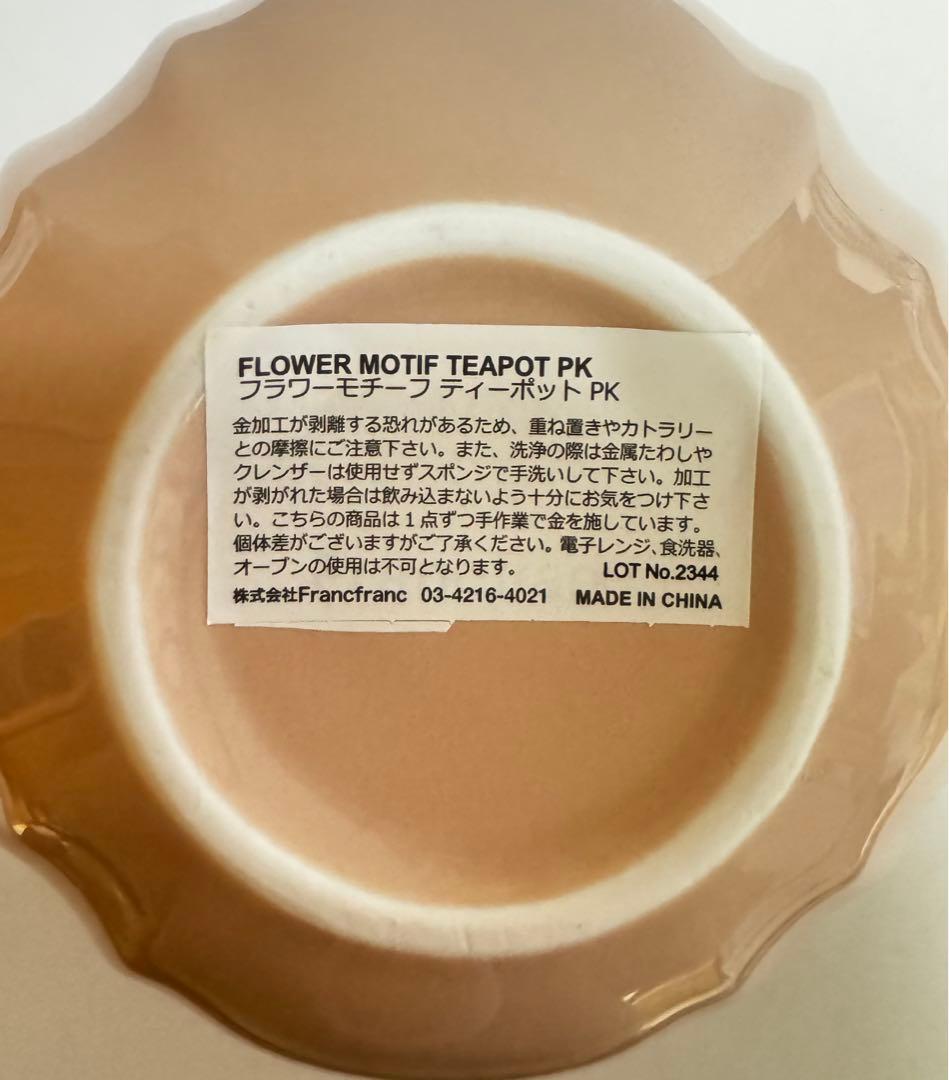 FLOWER MOTIF TEAPOT PK
フラワーモチーフ ティーポット PK
金加工が剥離する恐れがあるため、重ね置きやカトラリー
との摩擦にご注意下さい。また、洗浄の際は金属たわしや
クレンザーは使用せずスポンジで手洗いして下さい。加工
が剥がれた場合は飲み込まないよう十分にお気をつけ下さ
い。こちらの商品は1点ずつ手作業で金を施しています。
個体差がございますがご了承ください。電子レンジ、食洗器、
オーブンの使用は不可となります。 LOT No.2344
株式会社Francfranc 03-4216-4021 MADE IN CHINA